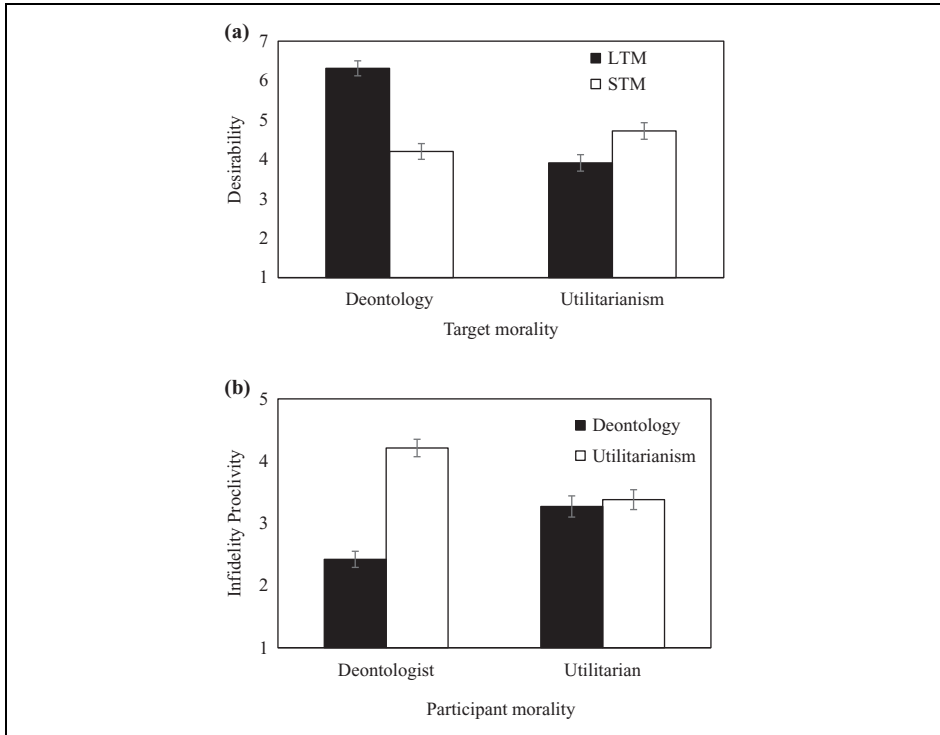 (a)
7
6
5
4
3
2
1
Desirability
LTM
STM
Deontology
Utilitarianism
Target morality
(b)
5
4
3
2
1
Infidelity Proclivity
Deontology
Utilitarianism
Deontologist
Utilitarian
Participant morality